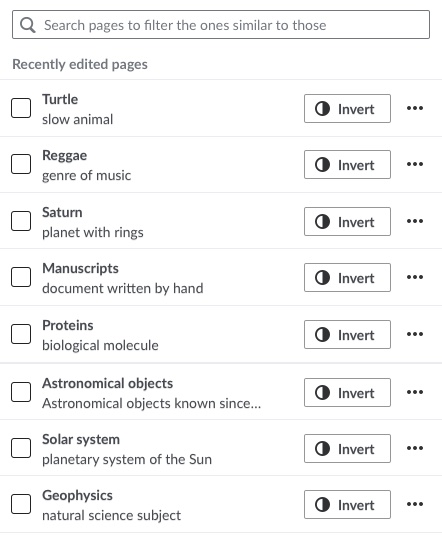 Search pages to filter the ones similar to those
Recently edited pages
Turtle
slow animal
Invert
Reggae
genre of music
Invert
Saturn
planet with rings
Invert
Manuscripts
document written by hand
Invert
Proteins
biological molecule
Invert
Astronomical objects
Astronomical objects known since...
Invert
Solar system
planetary system of the Sun
Invert
Geophysics
natural science subject
Invert